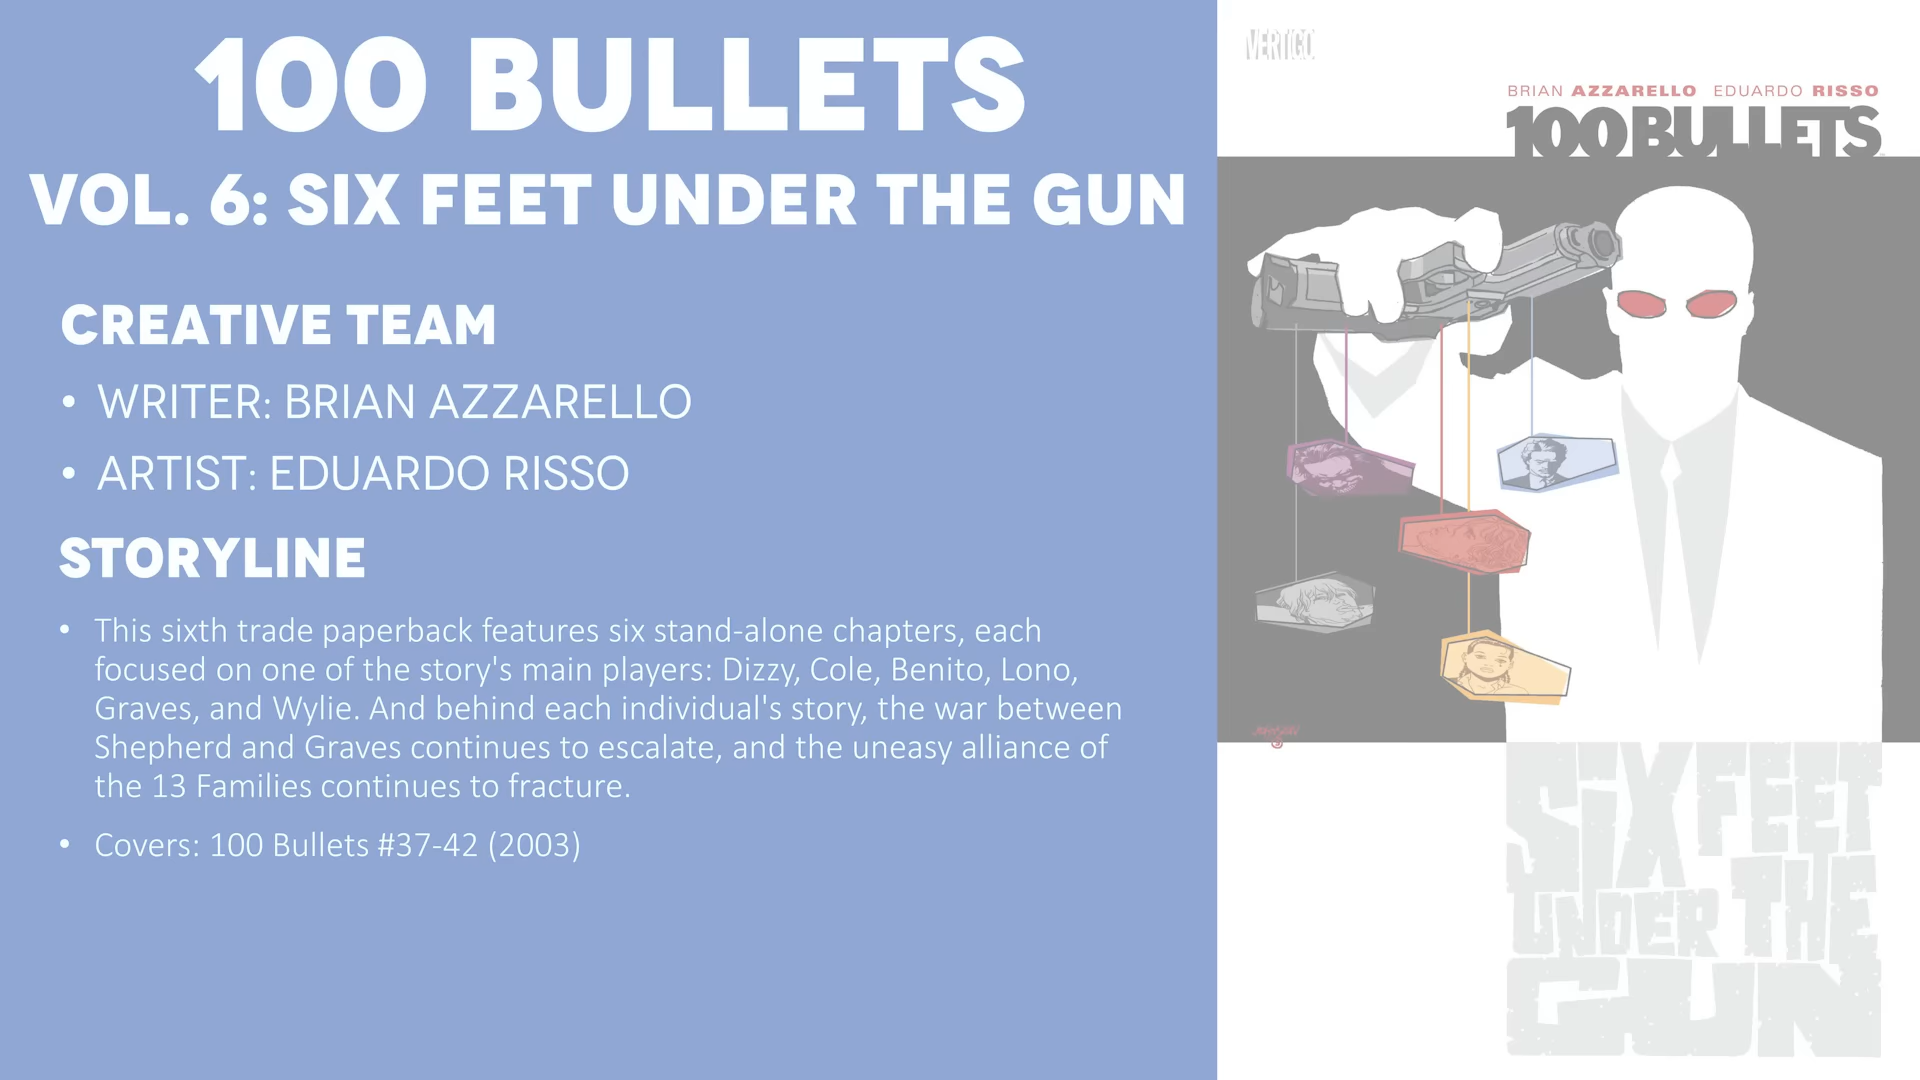 100 BULLETS
VOL. 6: SIX FEET UNDER THE GUN
CREATIVE TEAM
• WRITER: BRIAN AZZARELLO
• ARTIST: EDUARDO RISSO
STORYLINE
• This sixth trade paperback features six stand-alone chapters, each
focused on one of the story's main players: Dizzy, Cole, Benito, Lono,
Graves, and Wylie. And behind each individual's story, the war between
Shepherd and Graves continues to escalate, and the uneasy alliance of
the 13 Families continues to fracture.
• Covers: 100 Bullets #37-42 (2003)
VERTIGO
BRIAN AZZARELLO EDUARDO RISSO
100 BULLETS
SIX FEET
UNDER THE
GUN